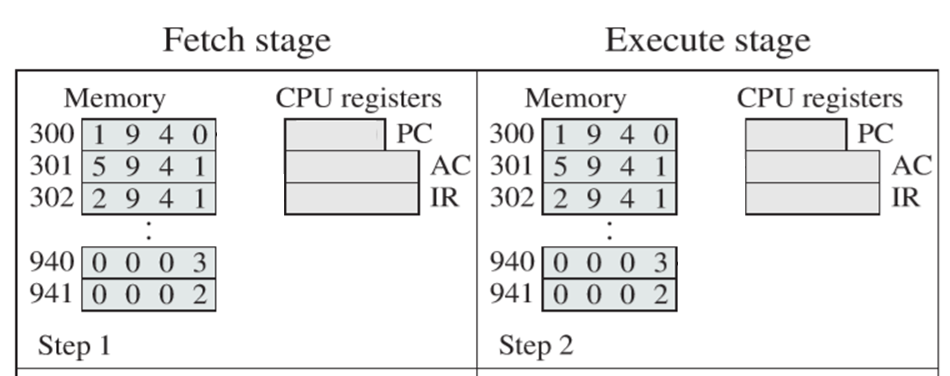 Fetch stage
Execute stage
Memory
CPU registers
300 1 9 4 0
PC
301 5 9 4 1
AC
302 2 9 4 1
IR
:
940 0 0 0 3
941 0 0 0 2
Step 1
Memory
CPU registers
300 1 9 4 0
PC
301 5 9 4 1
AC
302 2 9 4 1
IR
:
940 0 0 0 3
941 0 0 0 2
Step 2